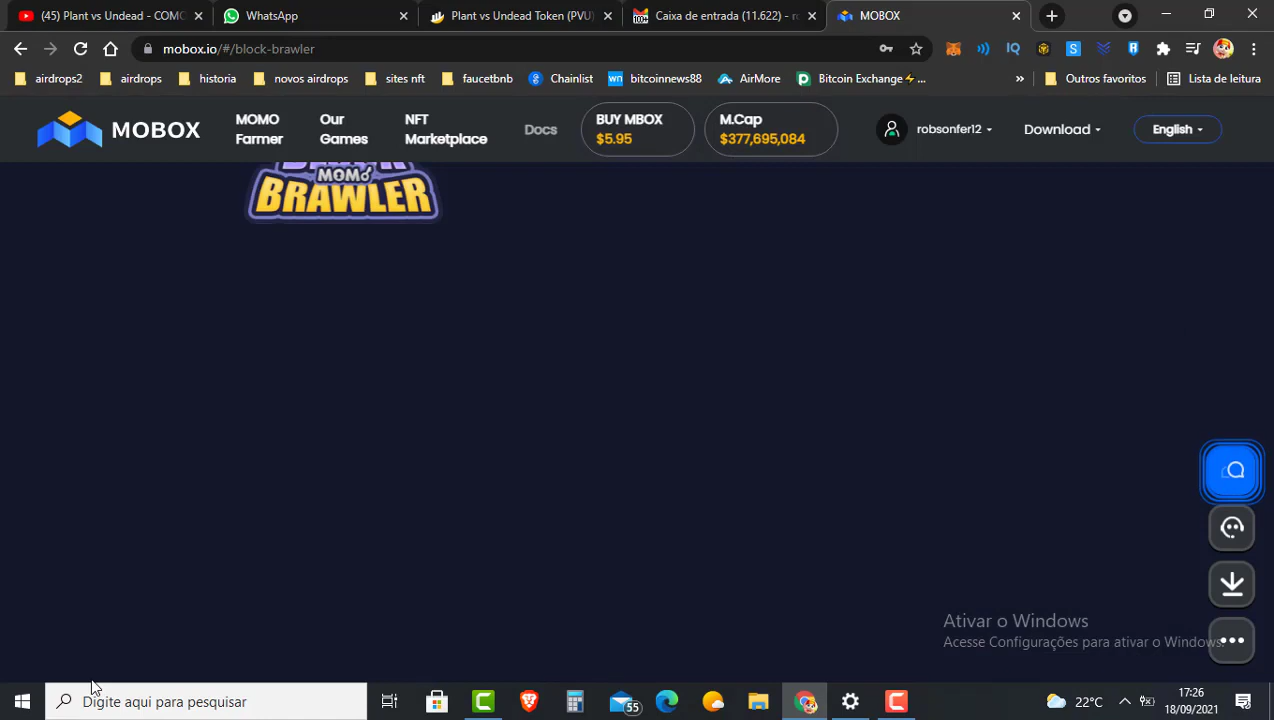 (45) Plant vs Undead - COMO
WhatsApp
Plant vs Undead Token (PVU)
Caixa de entrada (11.622) - ro
MOBOX
mobox.io/#/block-brawler
airdrops2
airdrops
historia
novos airdrops
sites nft
faucetbnb
Chainlist
bitcoinnews88
AirMore
Bitcoin Exchange⚡...
Outros favoritos
Lista de leitura
MOBOX
MOMO
Farmer
Our
Games
NFT
Marketplace
Docs
BUY MBOX
$5.95
M.Cap
$377,695,084
robsonfer12
Download
English
MOMO
BRAWLER
Ativar o Windows
Acesse Configurações para ativar o Windows.
Digite aqui para pesquisar
55
22°C
17:26
18/09/2021